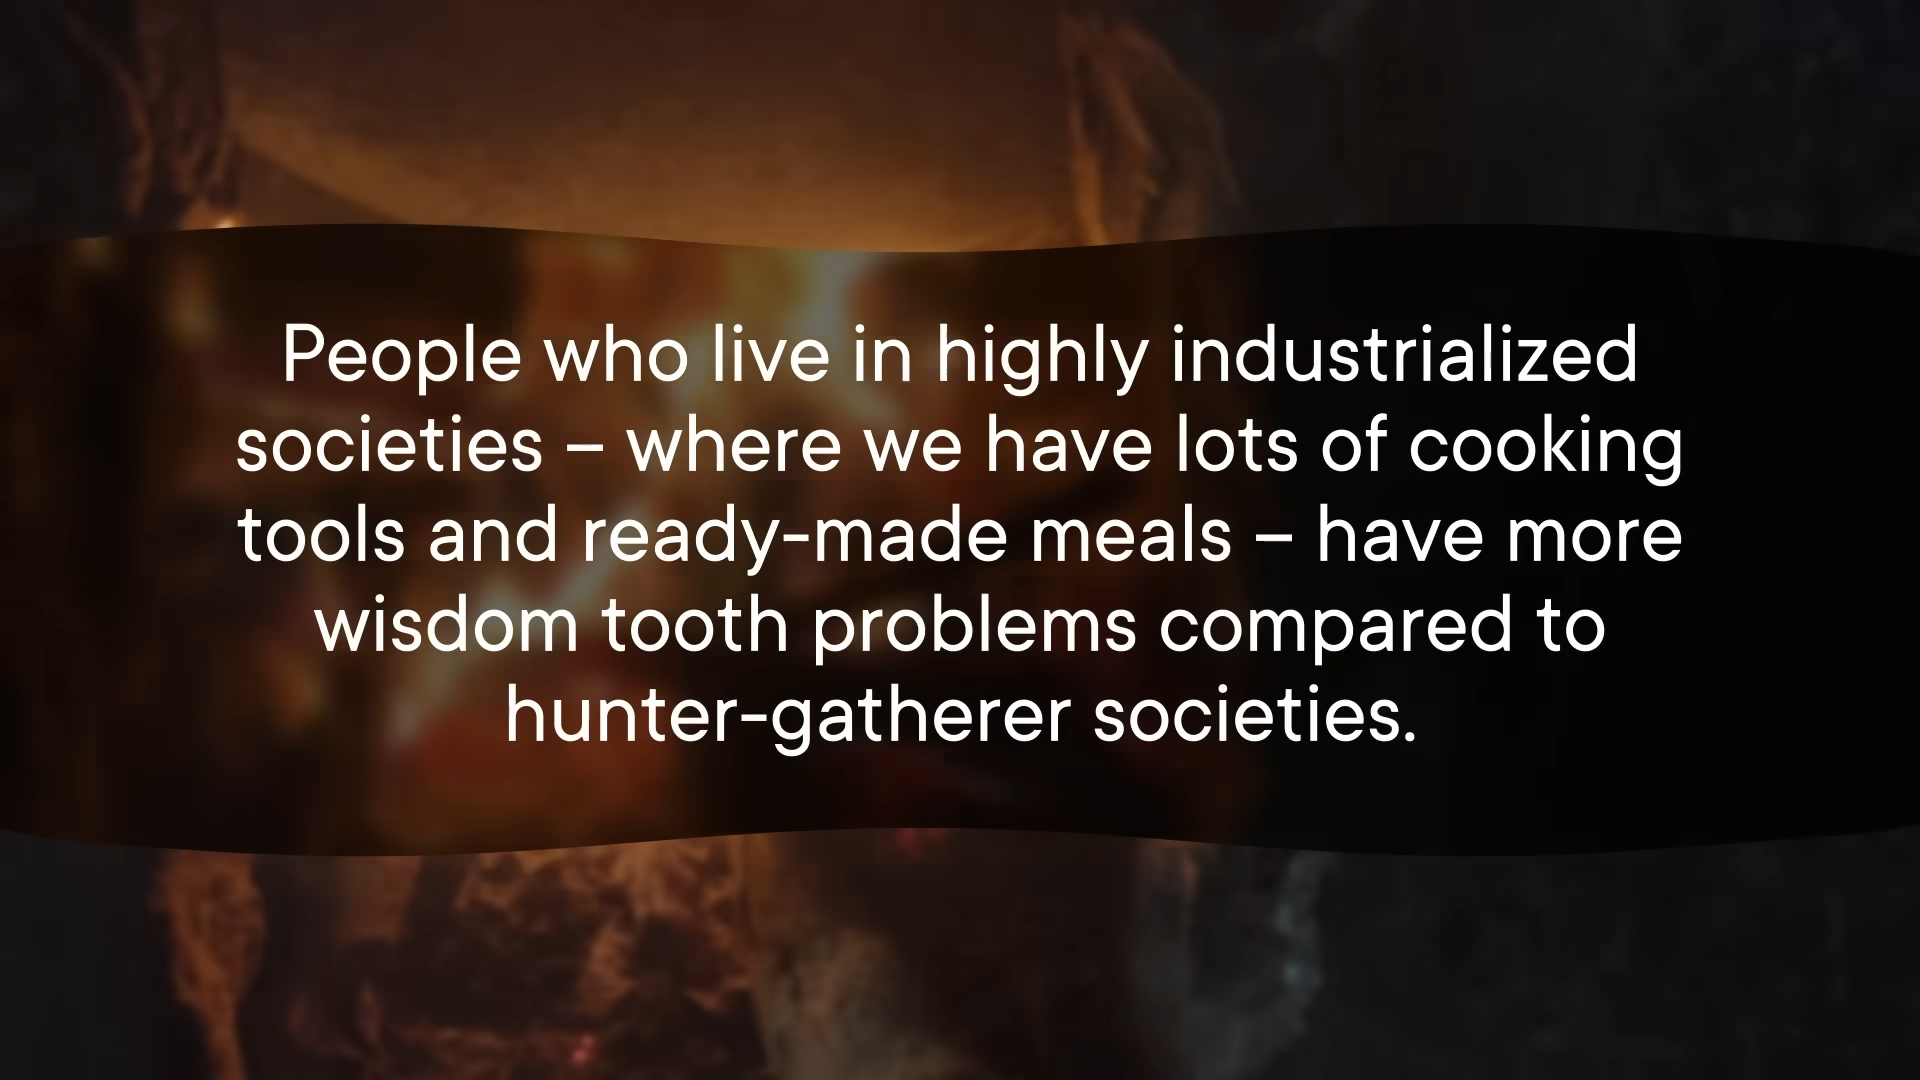 People who live in highly industrialized
societies – where we have lots of cooking
tools and ready-made meals – have more
wisdom tooth problems compared to
hunter-gatherer societies.